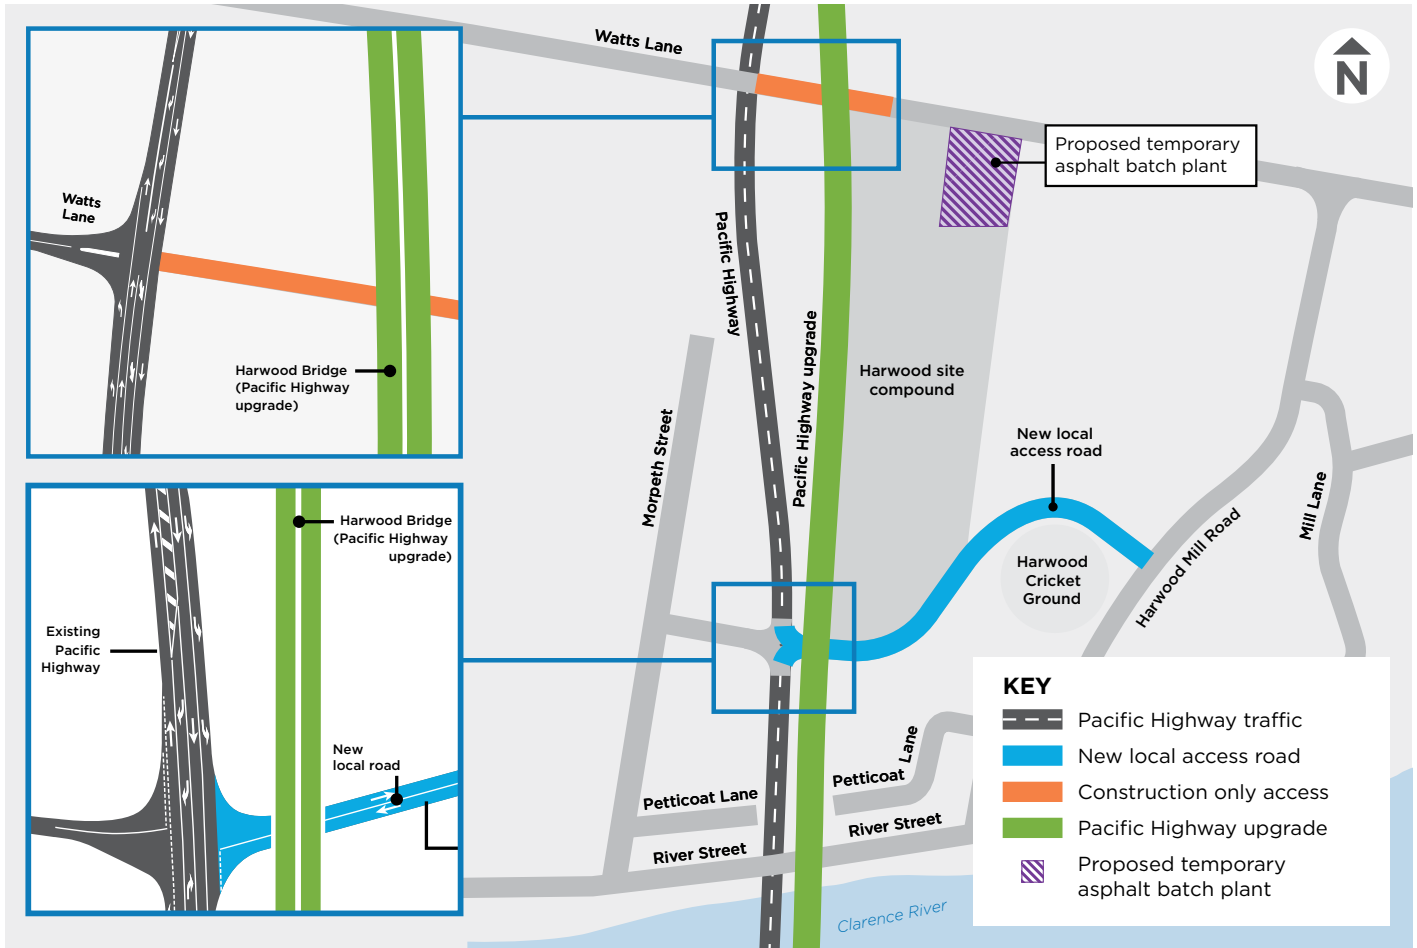 Watts Lane
N
Proposed temporary
asphalt batch plant
Watts
Lane
Harwood Bridge
(Pacific Highway
upgrade)
Pacific Highway
Pacific Highway upgrade
Harwood site
compound
Morpeth Street
New local
access road
Harwood
Cricket
Ground
Harwood Mill Road
Mill Lane
Harwood Bridge
(Pacific Highway
upgrade)
Existing
Pacific
Highway
New
local road
Petticoat Lane
Petticoat
Lane
River Street
River Street
Clarence River
KEY
Pacific Highway traffic
New local access road
Construction only access
Pacific Highway upgrade
Proposed temporary
asphalt batch plant